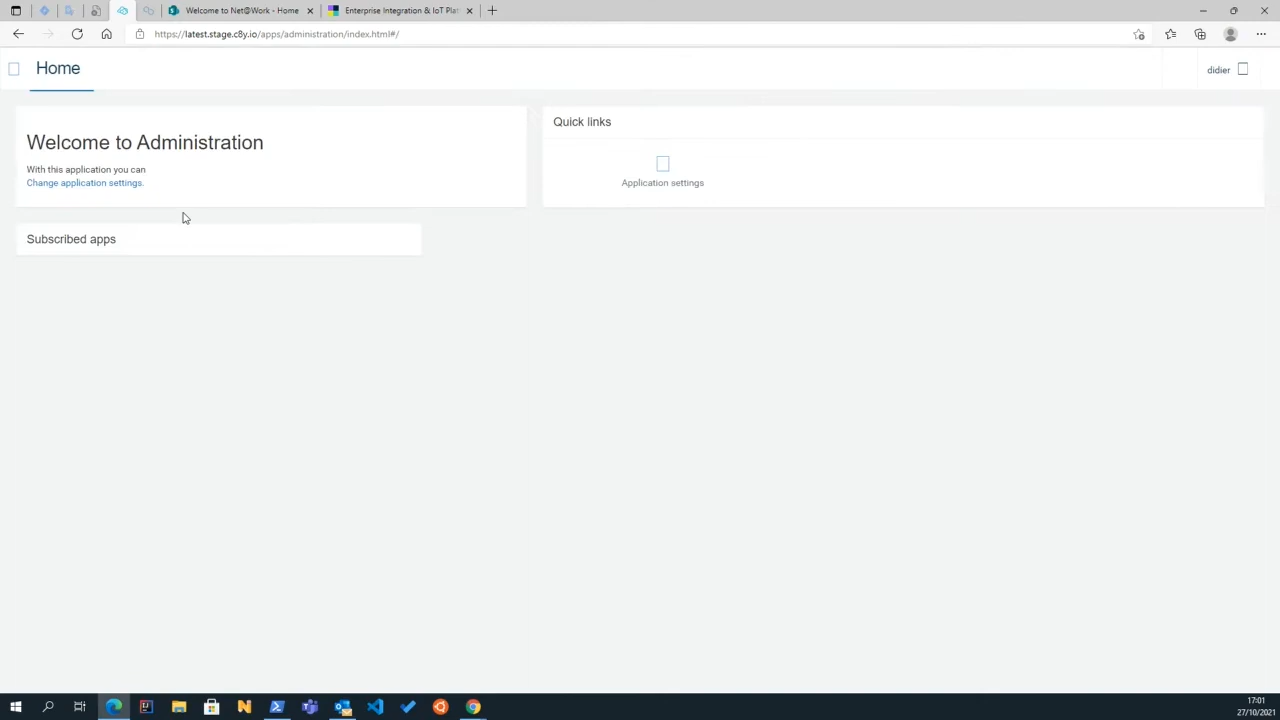 Welcome to Net@Work - Home
Enterprise Integration & IoT Plat
https://latest.stage.c8y.io/apps/administration/index.html#/
Home
didier
Welcome to Administration
With this application you can
Change application settings.
Quick links
Application settings
Subscribed apps
17:01
27/10/2021